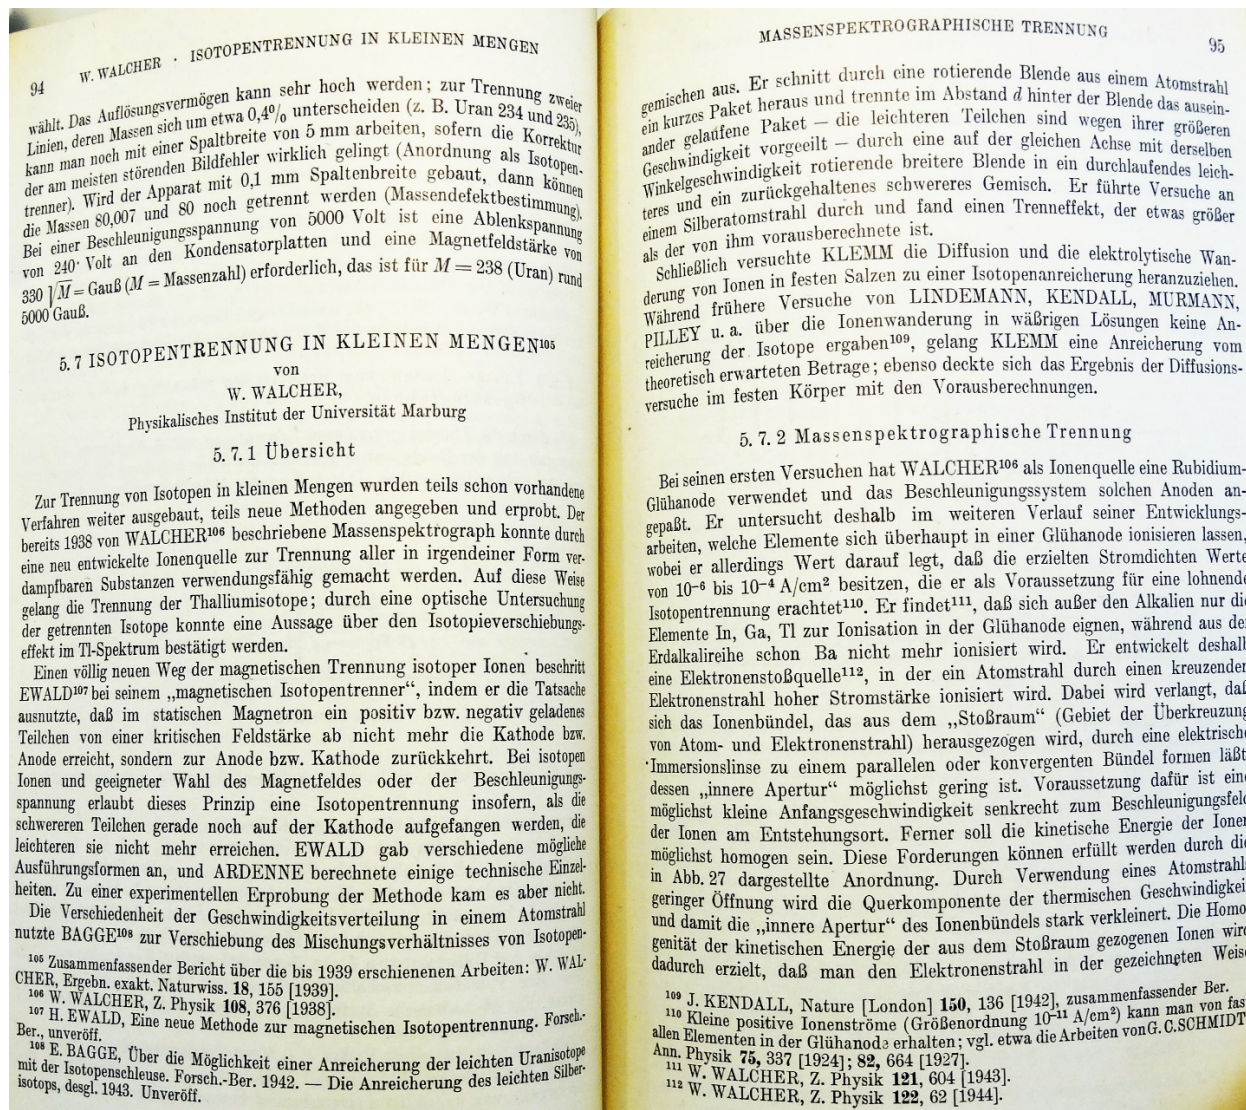 94 W. WALCHER · ISOTOPENTRENNUNG IN KLEINEN MENGEN
wählt. Das Auflösungsvermögen kann sehr hoch werden; zur Trennung zweier
Linien, deren Massen sich um etwa 0,4% unterscheiden (z. B. Uran 234 und 235),
kann man noch mit einer Spaltbreite von 5 mm arbeiten, sofern die Korrektur
der am meisten störenden Bildfehler wirklich gelingt (Anordnung als Isotopen-
trenner). Wird der Apparat mit 0,1 mm Spaltenbreite gebaut, dann können
die Massen 80,007 und 80 noch getrennt werden (Massendefektbestimmung).
Bei einer Beschleunigungsspannung von 5000 Volt ist eine Ablenkspannung
von 240 Volt an den Kondensatorplatten und eine Magnetfeldstärke von
330 √M = Gauß (M = Massenzahl) erforderlich, das ist für M = 238 (Uran) rund
5000 Gauß.
5.7 ISOTOPENTRENNUNG IN KLEINEN MENGEN¹⁰⁵
von
W. WALCHER,
Physikalisches Institut der Universität Marburg
5.7.1 Übersicht
Zur Trennung von Isotopen in kleinen Mengen wurden teils schon vorhandene
Verfahren weiter ausgebaut, teils neue Methoden angegeben und erprobt. Der
bereits 1938 von WALCHER¹⁰⁶ beschriebene Massenspektrograph konnte durch
eine neu entwickelte Ionenquelle zur Trennung aller in irgendeiner Form ver-
dampfbaren Substanzen verwendungsfähig gemacht werden. Auf diese Weise
gelang die Trennung der Thalliumisotope; durch eine optische Untersuchung
der getrennten Isotope konnte eine Aussage über den Isotopieverschiebungs-
effekt im Tl-Spektrum bestätigt werden.
Einen völlig neuen Weg der magnetischen Trennung isotoper Ionen beschritt
EWALD¹⁰⁷ bei seinem „magnetischen Isotopentrenner“, indem er die Tatsache
ausnutzte, daß im statischen Magnetron ein positiv bzw. negativ geladenes
Teilchen von einer kritischen Feldstärke ab nicht mehr die Kathode bzw.
Anode erreicht, sondern zur Anode bzw. Kathode zurückkehrt. Bei isotopen
Ionen und geeigneter Wahl des Magnetfeldes oder der Beschleunigungs-
spannung erlaubt dieses Prinzip eine Isotopentrennung insofern, als die
schwereren Teilchen gerade noch auf der Kathode aufgefangen werden, die
leichteren sie nicht mehr erreichen. EWALD gab verschiedene mögliche
Ausführungsformen an, und ARDENNE berechnete einige technische Einzel-
heiten. Zu einer experimentellen Erprobung der Methode kam es aber nicht.
Die Verschiedenheit der Geschwindigkeitsverteilung in einem Atomstrahl
nutzte BAGGE¹⁰⁸ zur Verschiebung des Mischungsverhältnisses von Isotopen-
¹⁰⁵ Zusammenfassender Bericht über die bis 1939 erschienenen Arbeiten: W. WAL-
CHER, Ergebn. exakt. Naturwiss. 18, 155 [1939].
¹⁰⁶ W. WALCHER, Z. Physik 108, 376 [1938].
¹⁰⁷ H. EWALD, Eine neue Methode zur magnetischen Isotopentrennung. Forsch.-
Ber., unveröff.
¹⁰⁸ E. BAGGE, Über die Möglichkeit einer Anreicherung der leichten Uranisotope
mit der Isotopenschleuse. Forsch.-Ber. 1942. — Die Anreicherung des leichten Silber-
isotops, desgl. 1943. Unveröff.
MASSENSPEKTROGRAPHISCHE TRENNUNG 95
gemischen aus. Er schnitt durch eine rotierende Blende aus einem Atomstrahl
ein kurzes Paket heraus und trennte im Abstand d hinter der Blende das ausein-
ander gelaufene Paket — die leichteren Teilchen sind wegen ihrer größeren
Geschwindigkeit vorgeeilt — durch eine auf der gleichen Achse mit derselben
Winkelgeschwindigkeit rotierende breitere Blende in ein durchlaufendes leich-
teres und ein zurückgehaltenes schwereres Gemisch. Er führte Versuche an
einem Silberatomstrahl durch und fand einen Trenneffekt, der etwas größer
als der von ihm vorausberechnete ist.
Schließlich versuchte KLEMM die Diffusion und die elektrolytische Wan-
derung von Ionen in festen Salzen zu einer Isotopenanreicherung heranzuziehen.
Während frühere Versuche von LINDEMANN, KENDALL, MURMANN,
PILLEY u. a. über die Ionenwanderung in wäßrigen Lösungen keine An-
reicherung der Isotope ergaben¹⁰⁹, gelang KLEMM eine Anreicherung vom
theoretisch erwarteten Betrage; ebenso deckte sich das Ergebnis der Diffusions-
versuche im festen Körper mit den Vorausberechnungen.
5.7.2 Massenspektrographische Trennung
Bei seinen ersten Versuchen hat WALCHER¹⁰⁶ als Ionenquelle eine Rubidium-
Glühanode verwendet und das Beschleunigungssystem solchen Anoden an-
gepaßt. Er untersucht deshalb im weiteren Verlauf seiner Entwicklungs-
arbeiten, welche Elemente sich überhaupt in einer Glühanode ionisieren lassen,
wobei er allerdings Wert darauf legt, daß die erzielten Stromdichten Werte
von 10⁻⁶ bis 10⁻⁴ A/cm² besitzen, die er als Voraussetzung für eine lohnende
Isotopentrennung erachtet¹¹⁰. Er findet¹¹¹, daß sich außer den Alkalien nur die
Elemente In, Ga, Tl zur Ionisation in der Glühanode eignen, während aus de
Erdalkalireihe schon Ba nicht mehr ionisiert wird. Er entwickelt deshalb
eine Elektronenstoßquelle¹¹², in der ein Atomstrahl durch einen kreuzenden
Elektronenstrahl hoher Stromstärke ionisiert wird. Dabei wird verlangt, daß
sich das Ionenbündel, das aus dem „Stoßraum“ (Gebiet der Überkreuzung
von Atom- und Elektronenstrahl) herausgezogen wird, durch eine elektrische
Immersionslinse zu einem parallelen oder konvergenten Bündel formen läßt,
dessen „innere Apertur“ möglichst gering ist. Voraussetzung dafür ist eine
möglichst kleine Anfangsgeschwindigkeit senkrecht zum Beschleunigungsfeld
der Ionen am Entstehungsort. Ferner soll die kinetische Energie der Ionen
möglichst homogen sein. Diese Forderungen können erfüllt werden durch die
in Abb. 27 dargestellte Anordnung. Durch Verwendung eines Atomstrahls
geringer Öffnung wird die Querkomponente der thermischen Geschwindigkei
und damit die „innere Apertur“ des Ionenbündels stark verkleinert. Die Homo
genität der kinetischen Energie der aus dem Stoßraum gezogenen Ionen wird
dadurch erzielt, daß man den Elektronenstrahl in der gezeichneten Weise
¹⁰⁹ J. KENDALL, Nature [London] 150, 136 [1942], zusammenfassender Ber.
¹¹⁰ Kleine positive Ionenströme (Größenordnung 10⁻¹¹ A/cm²) kann man von fas
allen Elementen in der Glühanode erhalten; vgl. etwa die Arbeiten von G. C. SCHMIDT
Ann. Physik 75, 337 [1924]; 82, 664 [1927].
¹¹¹ W. WALCHER, Z. Physik 121, 604 [1943].
¹¹² W. WALCHER, Z. Physik 122, 62 [1944].